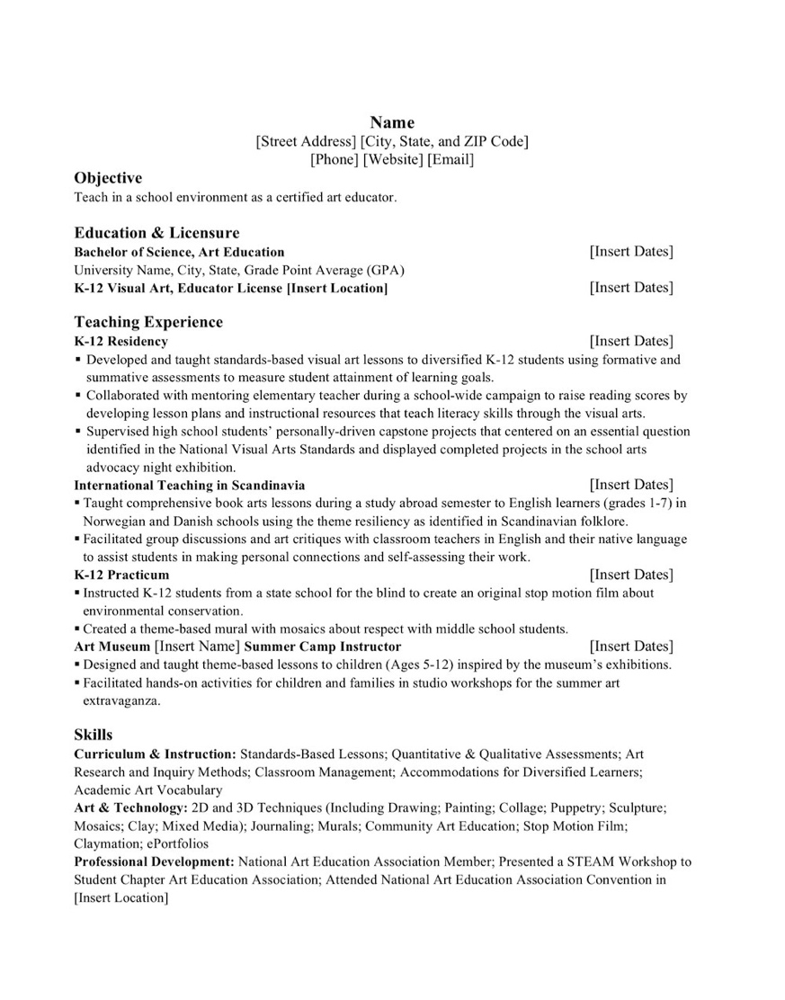 Name
[Street Address] [City, State, and ZIP Code]
[Phone] [Website] [Email]
Objective
Teach in a school environment as a certified art educator.
Education & Licensure
Bachelor of Science, Art Education [Insert Dates]
University Name, City, State, Grade Point Average (GPA)
K-12 Visual Art, Educator License [Insert Location] [Insert Dates]
Teaching Experience
K-12 Residency [Insert Dates]
▪ Developed and taught standards-based visual art lessons to diversified K-12 students using formative and
summative assessments to measure student attainment of learning goals.
▪ Collaborated with mentoring elementary teacher during a school-wide campaign to raise reading scores by
developing lesson plans and instructional resources that teach literacy skills through the visual arts.
▪ Supervised high school students’ personally-driven capstone projects that centered on an essential question
identified in the National Visual Arts Standards and displayed completed projects in the school arts
advocacy night exhibition.
International Teaching in Scandinavia [Insert Dates]
▪ Taught comprehensive book arts lessons during a study abroad semester to English learners (grades 1-7) in
Norwegian and Danish schools using the theme resiliency as identified in Scandinavian folklore.
▪ Facilitated group discussions and art critiques with classroom teachers in English and their native language
to assist students in making personal connections and self-assessing their work.
K-12 Practicum [Insert Dates]
▪ Instructed K-12 students from a state school for the blind to create an original stop motion film about
environmental conservation.
▪ Created a theme-based mural with mosaics about respect with middle school students.
Art Museum [Insert Name] Summer Camp Instructor [Insert Dates]
▪ Designed and taught theme-based lessons to children (Ages 5-12) inspired by the museum’s exhibitions.
▪ Facilitated hands-on activities for children and families in studio workshops for the summer art
extravaganza.
Skills
Curriculum & Instruction: Standards-Based Lessons; Quantitative & Qualitative Assessments; Art
Research and Inquiry Methods; Classroom Management; Accommodations for Diversified Learners;
Academic Art Vocabulary
Art & Technology: 2D and 3D Techniques (Including Drawing; Painting; Collage; Puppetry; Sculpture;
Mosaics; Clay; Mixed Media); Journaling; Murals; Community Art Education; Stop Motion Film;
Claymation; ePortfolios
Professional Development: National Art Education Association Member; Presented a STEAM Workshop to
Student Chapter Art Education Association; Attended National Art Education Association Convention in
[Insert Location]